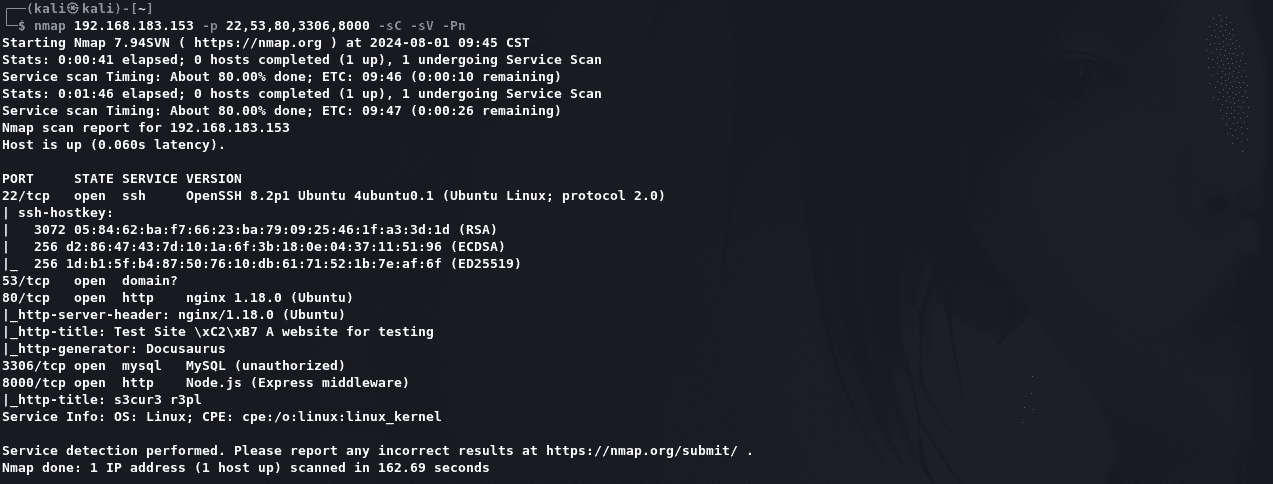 ┌──(kali㉿kali)-[~]
└─$ nmap 192.168.183.153 -p 22,53,80,3306,8000 -sC -sV -Pn
Starting Nmap 7.94SVN ( https://nmap.org ) at 2024-08-01 09:45 CST
Stats: 0:00:41 elapsed; 0 hosts completed (1 up), 1 undergoing Service Scan
Service scan Timing: About 80.00% done; ETC: 09:46 (0:00:10 remaining)
Stats: 0:01:46 elapsed; 0 hosts completed (1 up), 1 undergoing Service Scan
Service scan Timing: About 80.00% done; ETC: 09:47 (0:00:26 remaining)
Nmap scan report for 192.168.183.153
Host is up (0.060s latency).

PORT     STATE SERVICE VERSION
22/tcp   open  ssh     OpenSSH 8.2p1 Ubuntu 4ubuntu0.1 (Ubuntu Linux; protocol 2.0)
| ssh-hostkey:
|   3072 05:84:62:ba:f7:66:23:ba:79:09:25:46:1f:a3:3d:1d (RSA)
|   256 d2:86:47:43:7d:10:1a:6f:3b:18:0e:04:37:11:51:96 (ECDSA)
|_  256 1d:b1:5f:b4:87:50:76:10:db:61:71:52:1b:7e:af:6f (ED25519)
53/tcp   open  domain?
80/tcp   open  http    nginx 1.18.0 (Ubuntu)
|_http-server-header: nginx/1.18.0 (Ubuntu)
|_http-title: Test Site \xC2\xB7 A website for testing
|_http-generator: Docusaurus
3306/tcp open  mysql   MySQL (unauthorized)
8000/tcp open  http    Node.js (Express middleware)
|_http-title: s3cur3 r3pl
Service Info: OS: Linux; CPE: cpe:/o:linux:linux_kernel

Service detection performed. Please report any incorrect results at https://nmap.org/submit/ .
Nmap done: 1 IP address (1 host up) scanned in 162.69 seconds